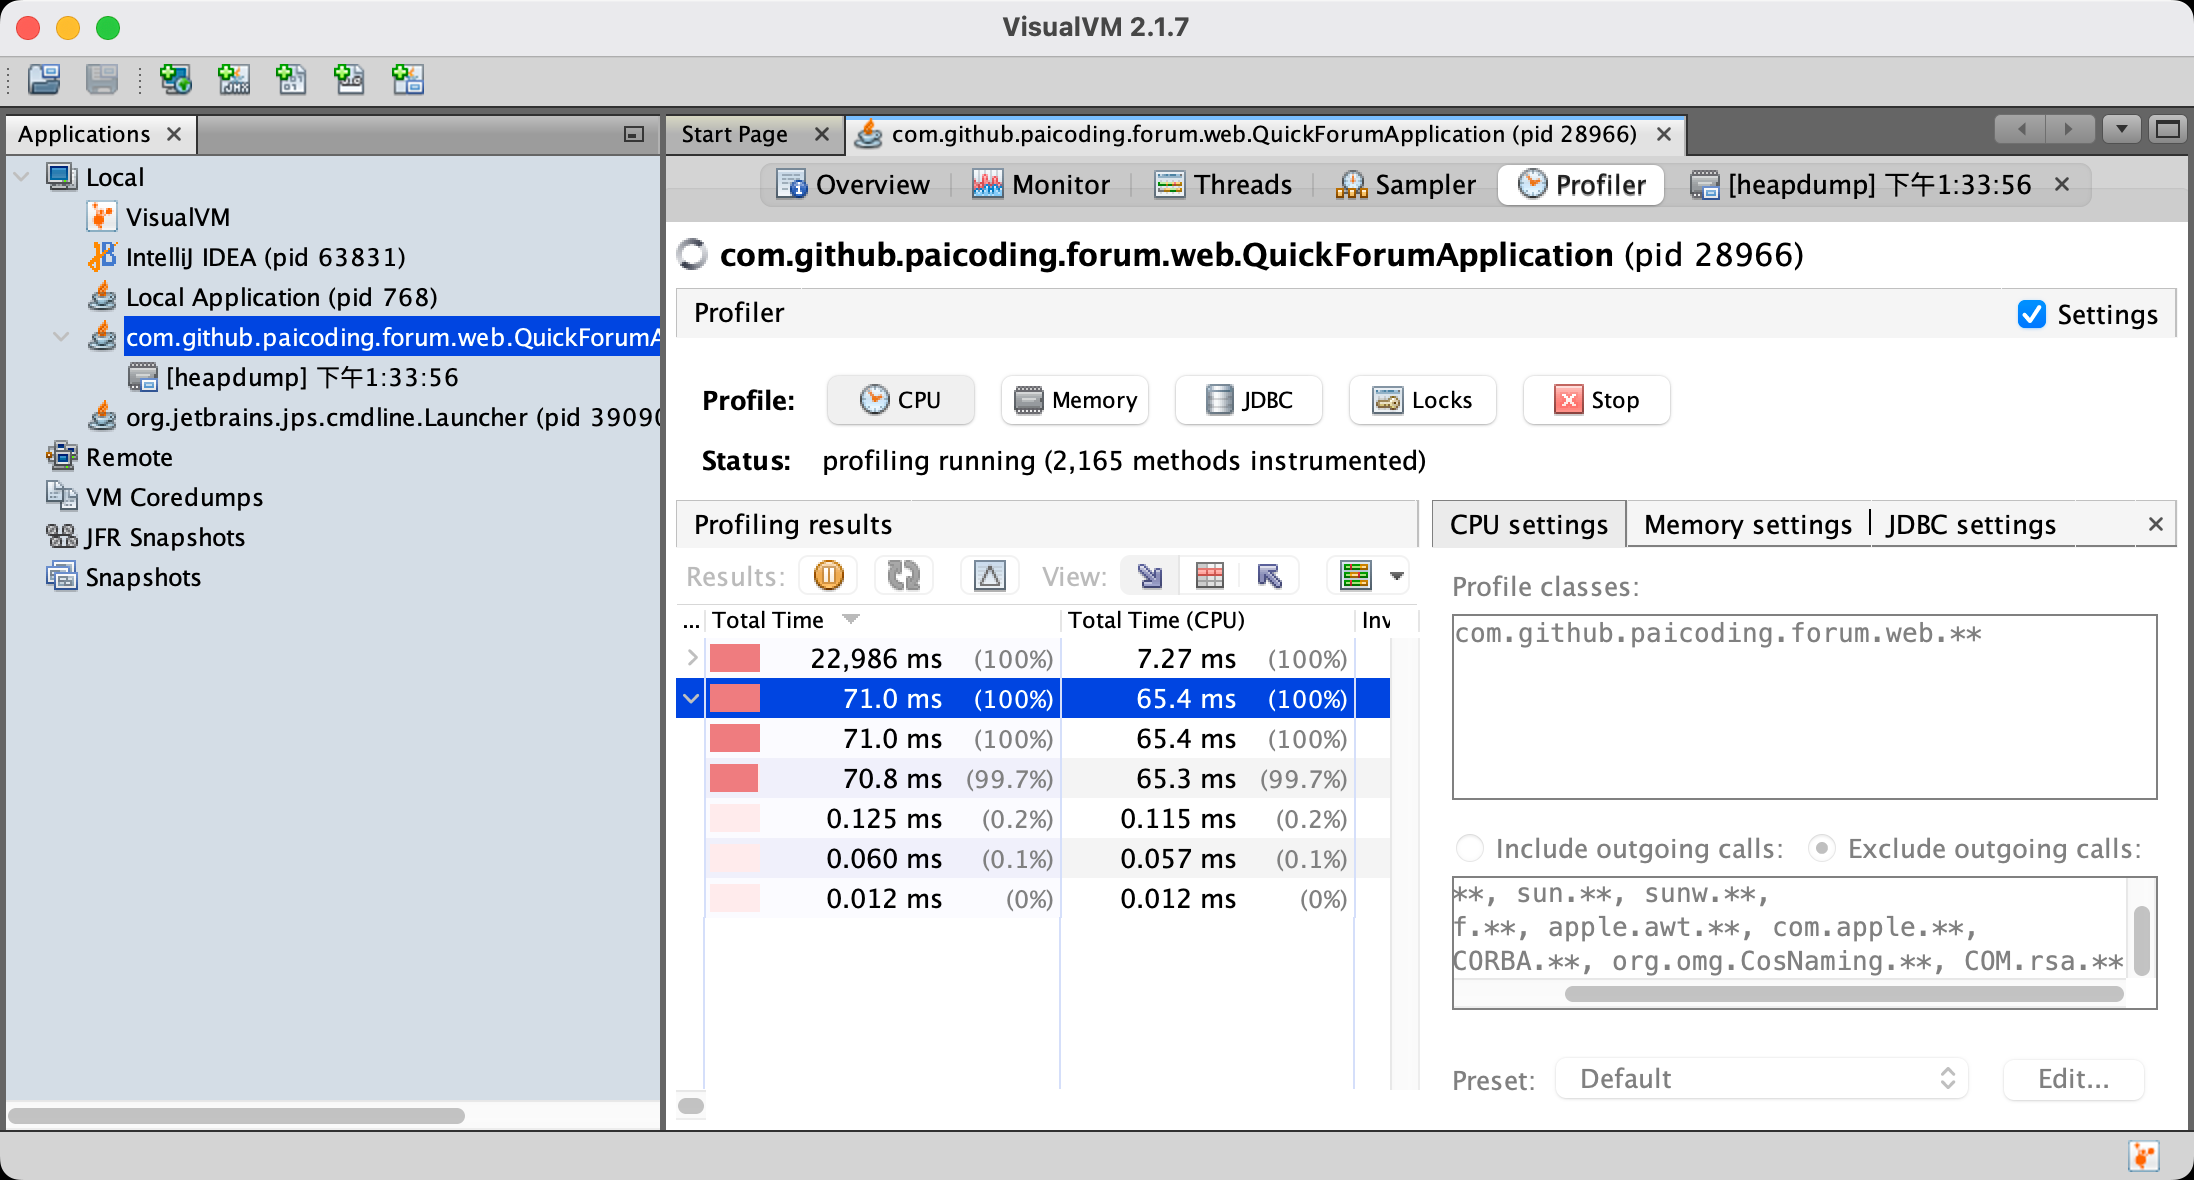 VisualVM 2.1.7
Applications
Start Page
com.github.paicoding.forum.web.QuickForumApplication (pid 28966)
Local
VisualVM
IntelliJ IDEA (pid 63831)
Local Application (pid 768)
com.github.paicoding.forum.web.QuickForumA
[heapdump] 下午1:33:56
org.jetbrains.jps.cmdline.Launcher (pid 39090
Remote
VM Coredumps
JFR Snapshots
Snapshots
Overview
Monitor
Threads
Sampler
Profiler
[heapdump] 下午1:33:56
com.github.paicoding.forum.web.QuickForumApplication (pid 28966)
Profiler
Settings
Profile: CPU Memory JDBC Locks Stop
Status: profiling running (2,165 methods instrumented)
Profiling results
Results: View:
... Total Time Total Time (CPU) Inv
22,986 ms (100%) 7.27 ms (100%)
71.0 ms (100%) 65.4 ms (100%)
71.0 ms (100%) 65.4 ms (100%)
70.8 ms (99.7%) 65.3 ms (99.7%)
0.125 ms (0.2%) 0.115 ms (0.2%)
0.060 ms (0.1%) 0.057 ms (0.1%)
0.012 ms (0%) 0.012 ms (0%)
CPU settings Memory settings JDBC settings
Profile classes:
com.github.paicoding.forum.web.**
Include outgoing calls: Exclude outgoing calls:
**, sun.**, sunw.**,
f.**, apple.awt.**, com.apple.**,
CORBA.**, org.omg.CosNaming.**, COM.rsa.**
Preset: Default Edit...